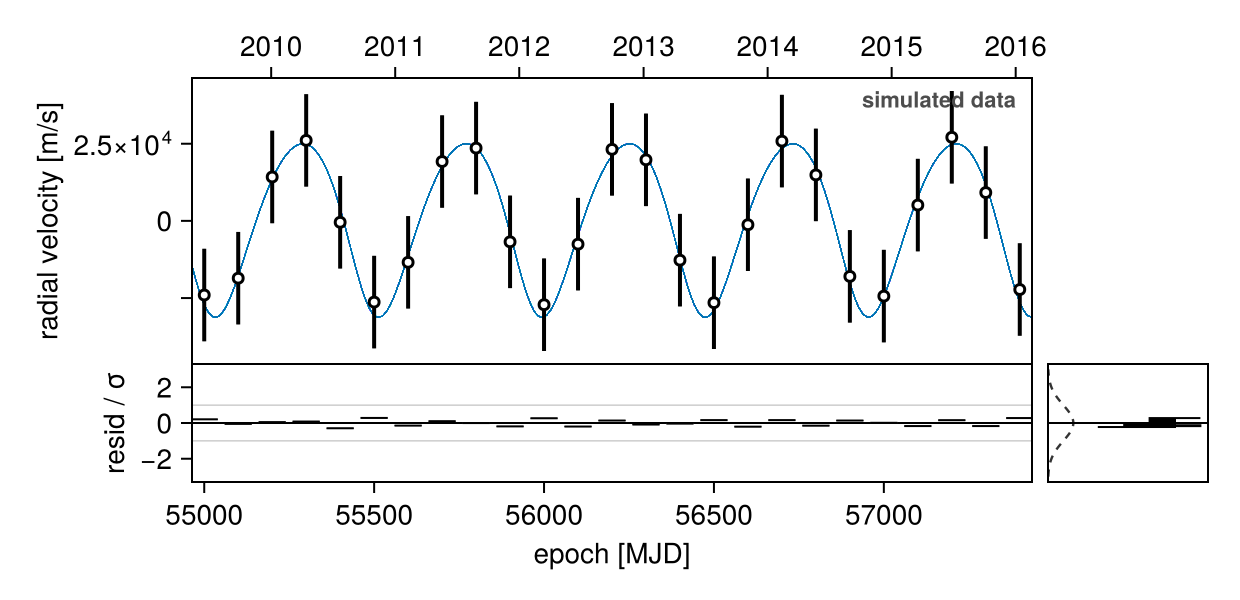 2010 2011 2012 2013 2014 2015 2016
simulated data
radial velocity [m/s]
2.5×10⁴
0
resid / σ
2
0
−2
55000 55500 56000 56500 57000
epoch [MJD]